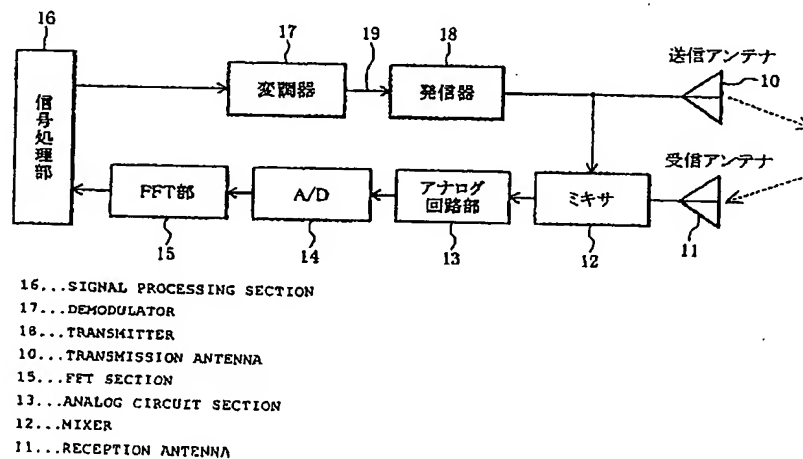 16
17
19
18
送信アンテナ
10
信号処理部
変調器
発信器
受信アンテナ
FFT部
A/D
アナログ
回路部
ミキサ
15
14
13
12
11
16...SIGNAL PROCESSING SECTION
17...DEMODULATOR
18...TRANSMITTER
10...TRANSMISSION ANTENNA
15...FFT SECTION
13...ANALOG CIRCUIT SECTION
12...MIXER
11...RECEPTION ANTENNA